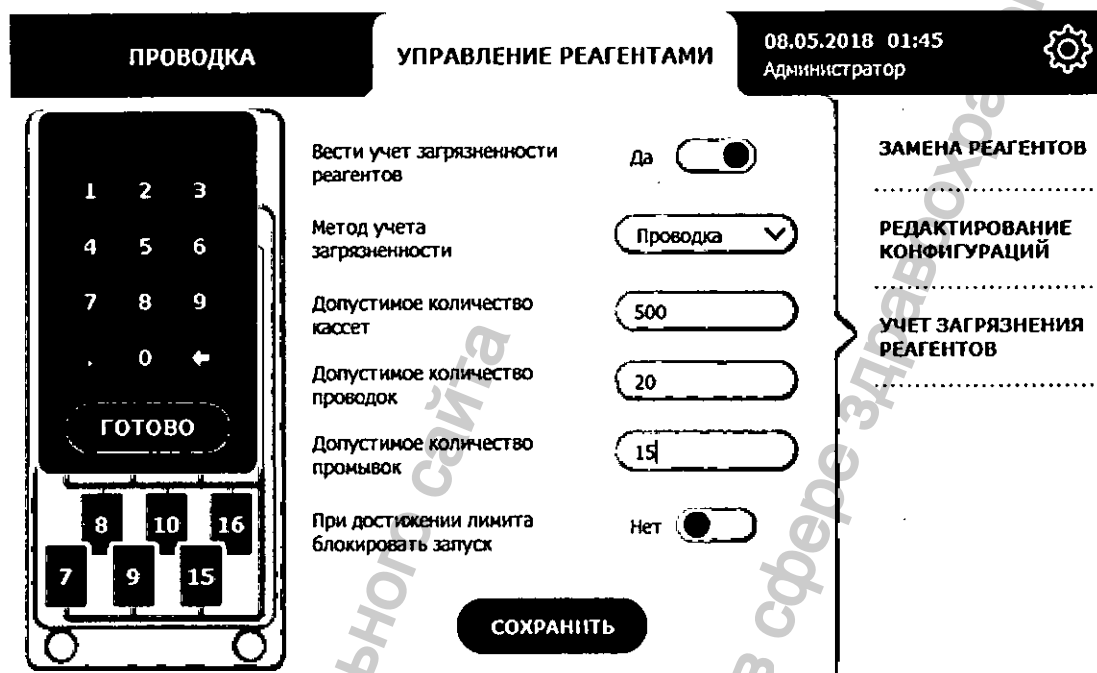 ПРОВОДКА
УПРАВЛЕНИЕ РЕАГЕНТАМИ
08.05.2018 01:45
Администратор
1 2 3
4 5 6
7 8 9
. 0
ГОТОВО
8 10 16
7 9 15
Вести учет загрязненности
реагентов
Да
Метод учета
загрязненности
Проводка
Допустимое количество
кассет
500
Допустимое количество
проводок
20
Допустимое количество
промывок
15
При достижении лимита
блокировать запуск
Нет
СОХРАНИТЬ
ЗАМЕНА РЕАГЕНТОВ
РЕДАКТИРОВАНИЕ
КОНФИГУРАЦИЙ
УЧЕТ ЗАГРЯЗНЕНИЯ
РЕАГЕНТОВ
сайта
в сфере